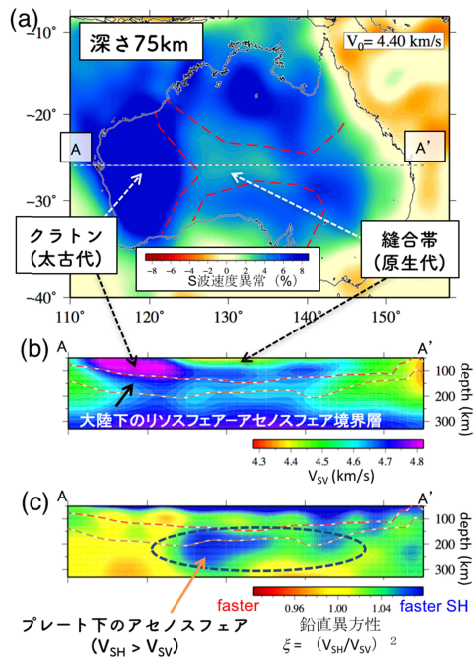 (a)
深さ75km
V₀= 4.40 km/s
−10°
−20°
−30°
−40°
A
A'
クラトン
(太古代)
縫合帯
(原生代)
−8 −6 −4 −2 0 2 4 6 8
S波速度異常 (%)
110° 120° 130° 140° 150°
(b)
A
A'
100
200
300
depth (km)
大陸下のリソスフェアーアセノスフェア境界層
4.3 4.4 4.5 4.6 4.7 4.8
V_SV (km/s)
(c)
A
A'
100
200
300
depth (km)
faster
0.96 1.00 1.04
faster SH
プレート下のアセノスフェア
(V_SH > V_SV)
鉛直異方性
ξ= (V_SH/V_SV) ²